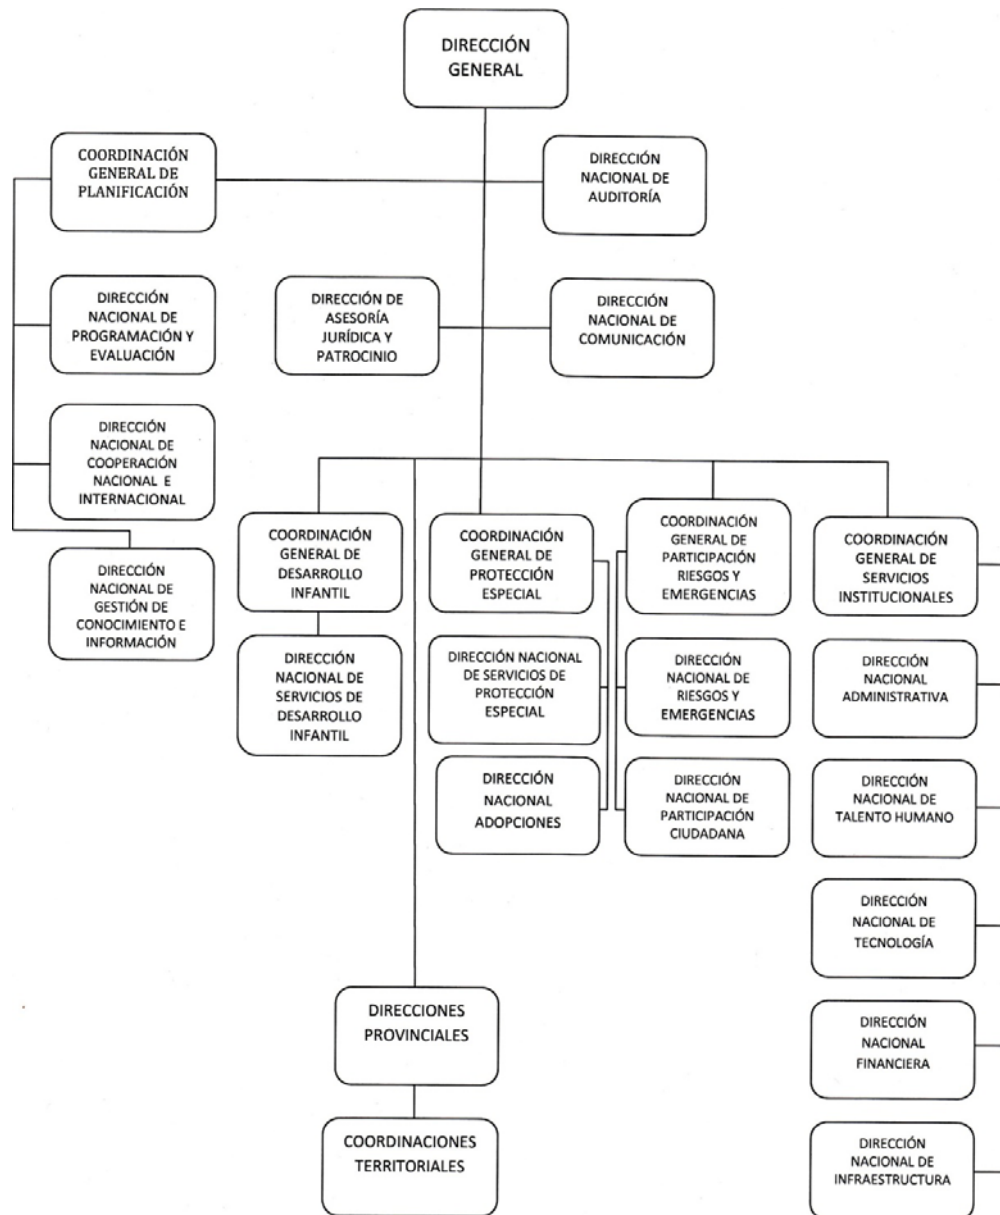 DIRECCIÓN
GENERAL
COORDINACIÓN
GENERAL DE
PLANIFICACIÓN
DIRECCIÓN
NACIONAL DE
AUDITORÍA
DIRECCIÓN
NACIONAL DE
PROGRAMACIÓN Y
EVALUACIÓN
DIRECCIÓN DE
ASESORÍA
JURÍDICA Y
PATROCINIO
DIRECCIÓN
NACIONAL DE
COMUNICACIÓN
DIRECCIÓN
NACIONAL DE
COOPERACIÓN
NACIONAL E
INTERNACIONAL
DIRECCIÓN
NACIONAL DE
GESTIÓN DE
CONOCIMIENTO E
INFORMACIÓN
COORDINACIÓN
GENERAL DE
DESARROLLO
INFANTIL
COORDINACIÓN
GENERAL DE
PROTECCIÓN
ESPECIAL
COORDINACIÓN
GENERAL DE
PARTICIPACIÓN
RIESGOS Y
EMERGENCIAS
COORDINACIÓN
GENERAL DE
SERVICIOS
INSTITUCIONALES
DIRECCIÓN
NACIONAL DE
SERVICIOS DE
DESARROLLO
INFANTIL
DIRECCIÓN NACIONAL
DE SERVICIOS DE
PROTECCIÓN
ESPECIAL
DIRECCIÓN
NACIONAL DE
RIESGOS Y
EMERGENCIAS
DIRECCIÓN
NACIONAL
ADMINISTRATIVA
DIRECCIÓN
NACIONAL
ADOPCIONES
DIRECCIÓN
NACIONAL DE
PARTICIPACIÓN
CIUDADANA
DIRECCIÓN
NACIONAL DE
TALENTO HUMANO
DIRECCIÓN
NACIONAL DE
TECNOLOGÍA
DIRECCIONES
PROVINCIALES
DIRECCIÓN
NACIONAL
FINANCIERA
COORDINACIONES
TERRITORIALES
DIRECCIÓN
NACIONAL DE
INFRAESTRUCTURA